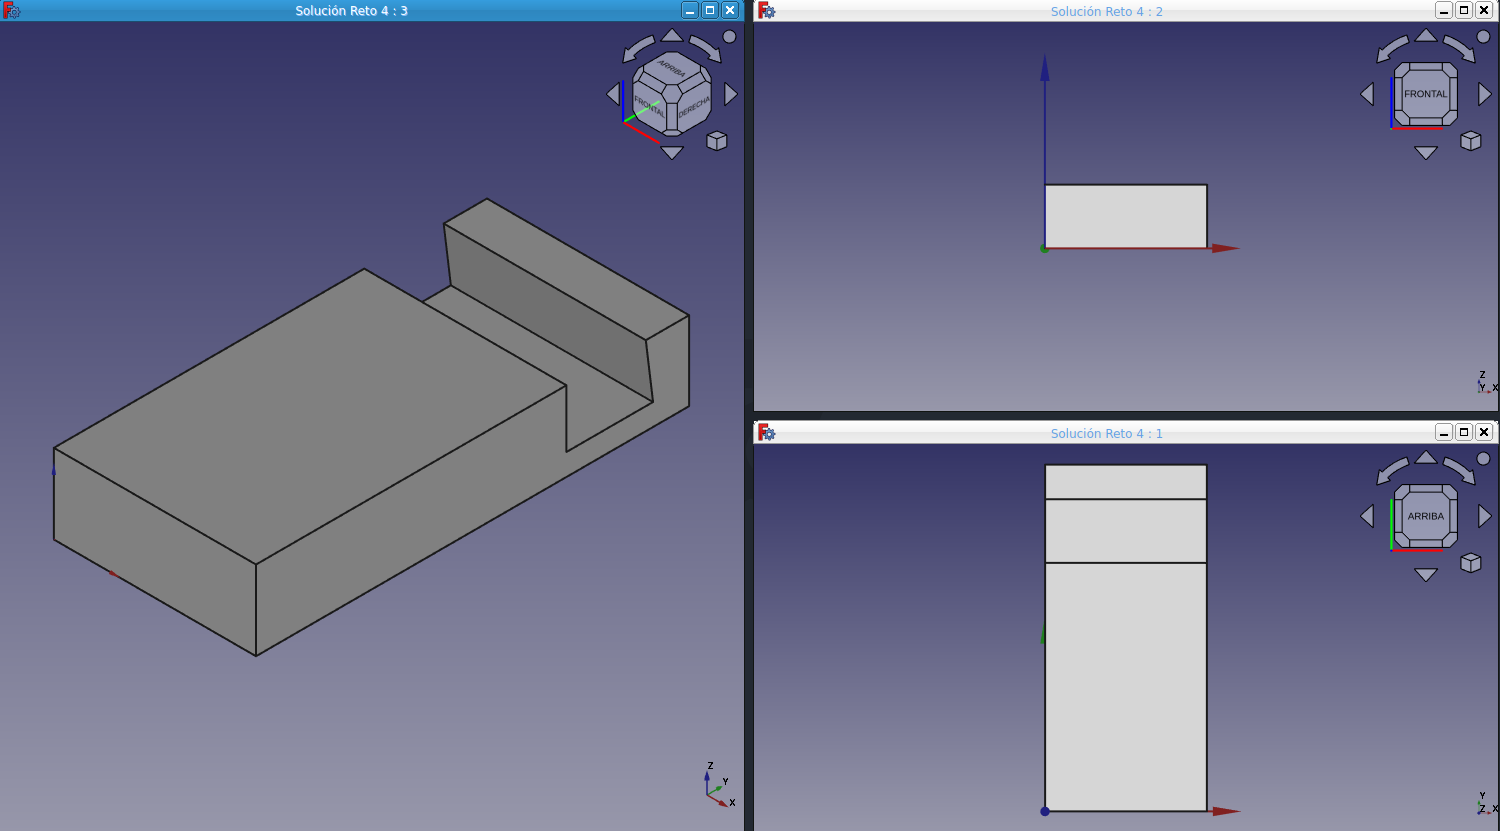 Solución Reto 4 : 3
ARRIBA
FRONTAL
DERECHA
Z
Y
X
Solución Reto 4 : 2
FRONTAL
Z
Y X
Solución Reto 4 : 1
ARRIBA
Y
Z X